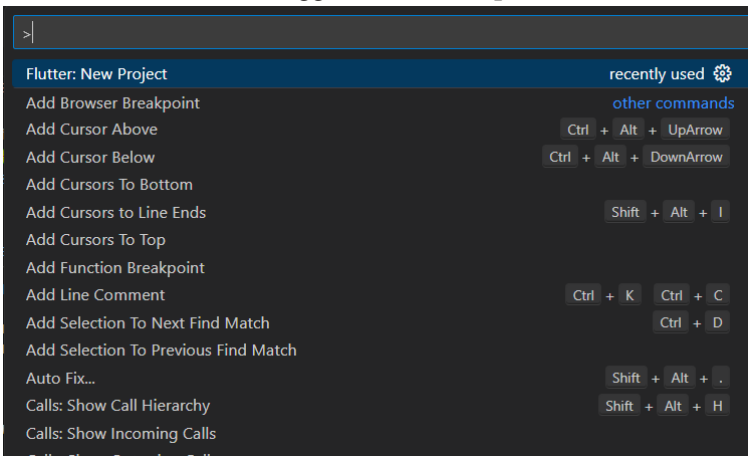 >
Flutter: New Project recently used
Add Browser Breakpoint other commands
Add Cursor Above Ctrl + Alt + UpArrow
Add Cursor Below Ctrl + Alt + DownArrow
Add Cursors To Bottom
Add Cursors to Line Ends Shift + Alt + I
Add Cursors To Top
Add Function Breakpoint
Add Line Comment Ctrl + K Ctrl + C
Add Selection To Next Find Match Ctrl + D
Add Selection To Previous Find Match
Auto Fix... Shift + Alt + .
Calls: Show Call Hierarchy Shift + Alt + H
Calls: Show Incoming Calls